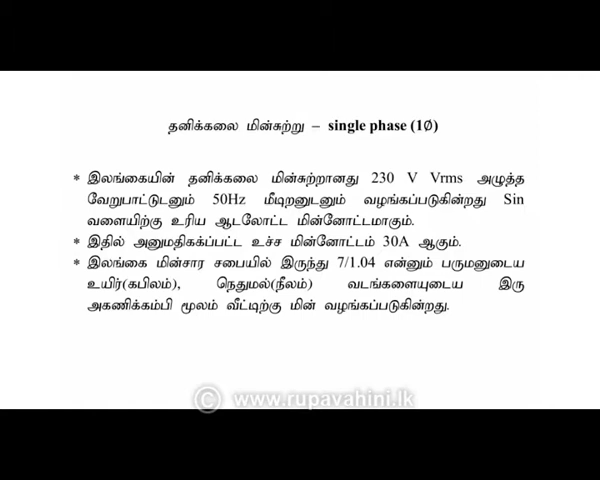 தனிக்கலை மின்சுற்று – single phase (1Ø)
* இலங்கையின் தனிக்கலை மின்சுற்றானது 230 V Vrms அழுத்த
வேறுபாட்டுடனும் 50Hz மீடிறனுடனும் வழங்கப்படுகின்றது Sin
வளையிற்கு உரிய ஆடலோட்ட மின்னோட்டமாகும்.
* இதில் அனுமதிகக்ப்பட்ட உச்ச மின்னோட்டம் 30A ஆகும்.
* இலங்கை மின்சார சபையில் இருந்து 7/1.04 என்னும் பருமனுடைய
உயிர்(கபிலம்), நெதுமல்(நீலம்) வடங்களையுடைய இரு
அகணிக்கம்பி மூலம் வீட்டிற்கு மின் வழங்கப்படுகின்றது.
© www.rupavahini.lk